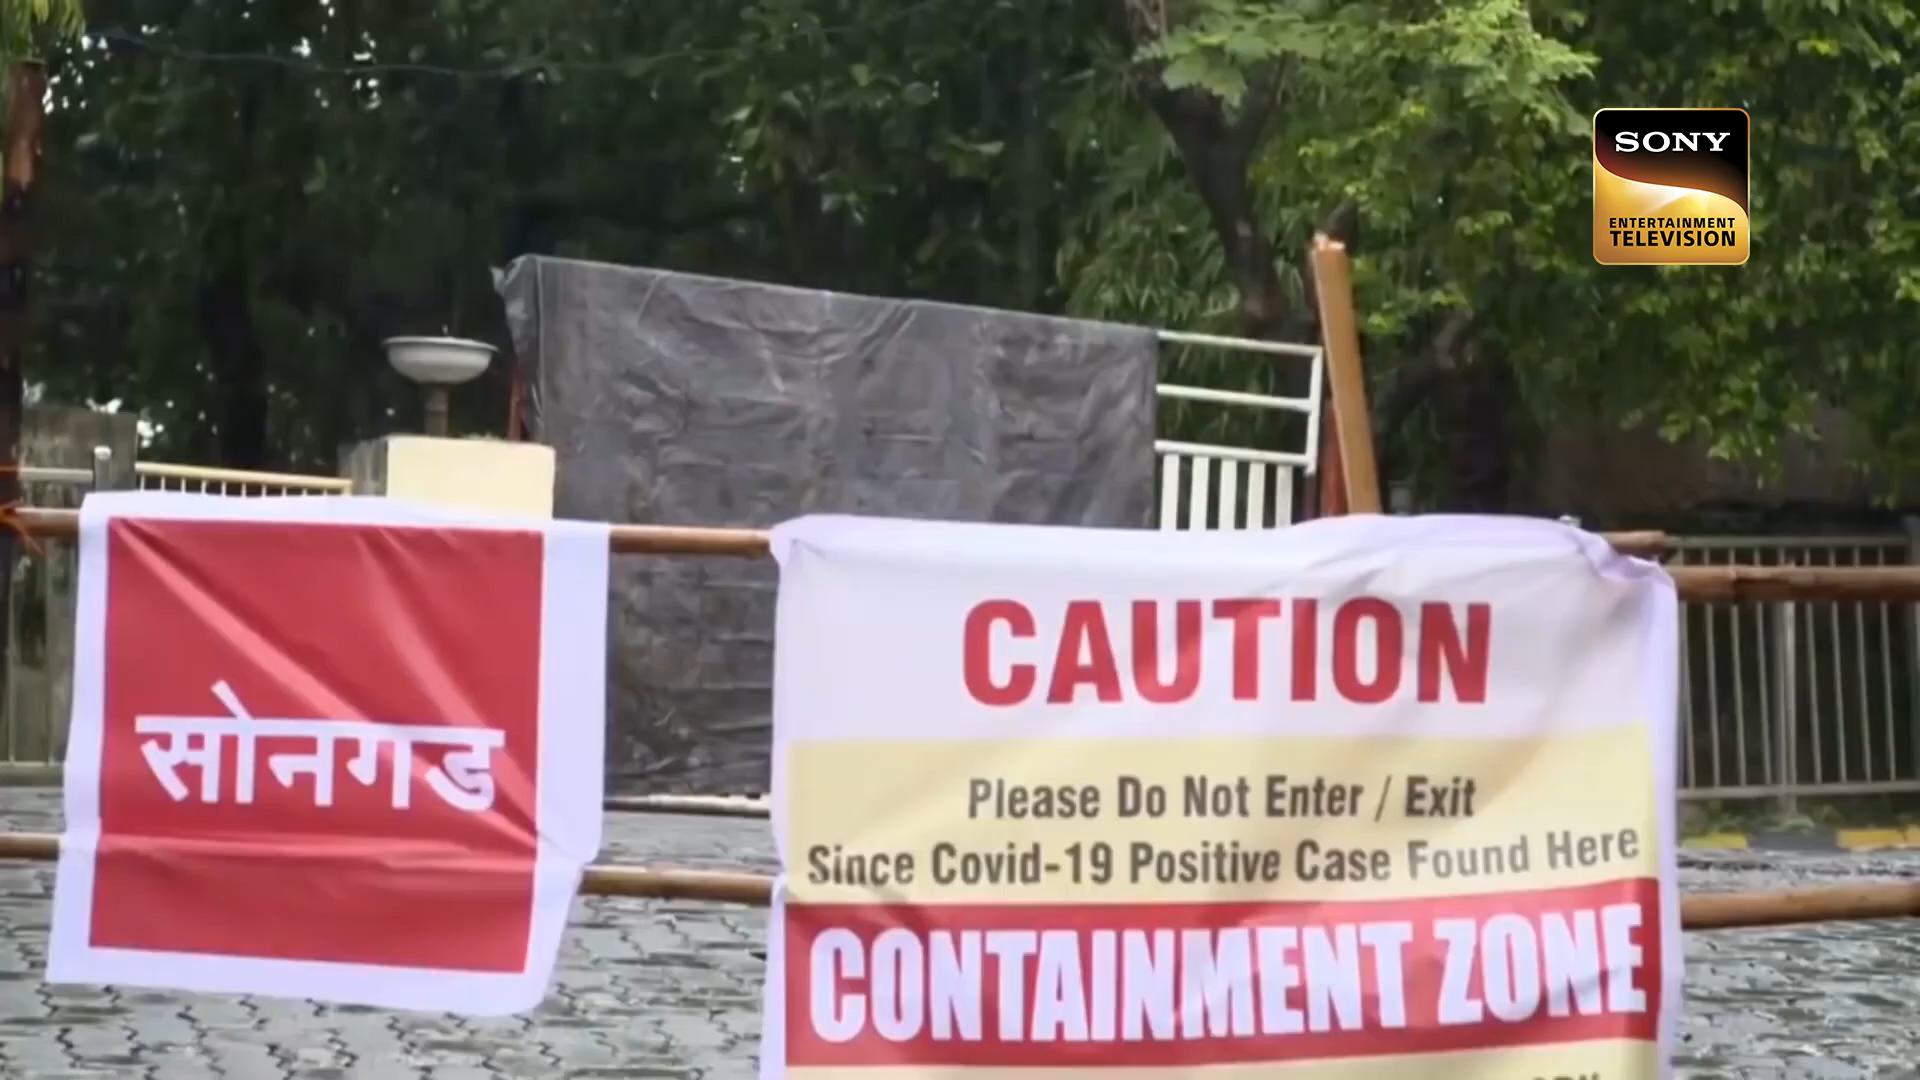 SONY
ENTERTAINMENT
TELEVISION
सोनगड
CAUTION
Please Do Not Enter / Exit
Since Covid-19 Positive Case Found Here
CONTAINMENT ZONE